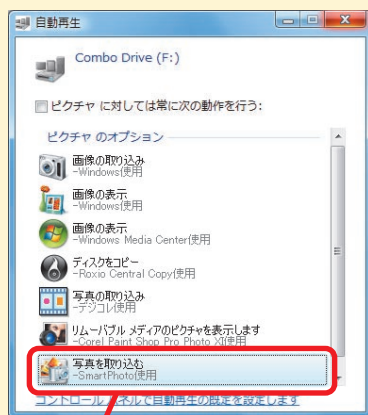 自動再生
Combo Drive (F:)
ピクチャ に対しては常に次の動作を行う:
ピクチャ のオプション
画像の取り込み
-Windows使用
画像の表示
-Windows使用
画像の表示
-Windows Media Center使用
ディスクをコピー
-Roxio Central Copy使用
写真の取り込み
-デジコレ使用
リムーバブル メディアのピクチャを表示します
-Corel Paint Shop Pro Photo XI使用
写真を取り込む
-SmartPhoto使用
コントロール パネルで自動再生の既定を設定します